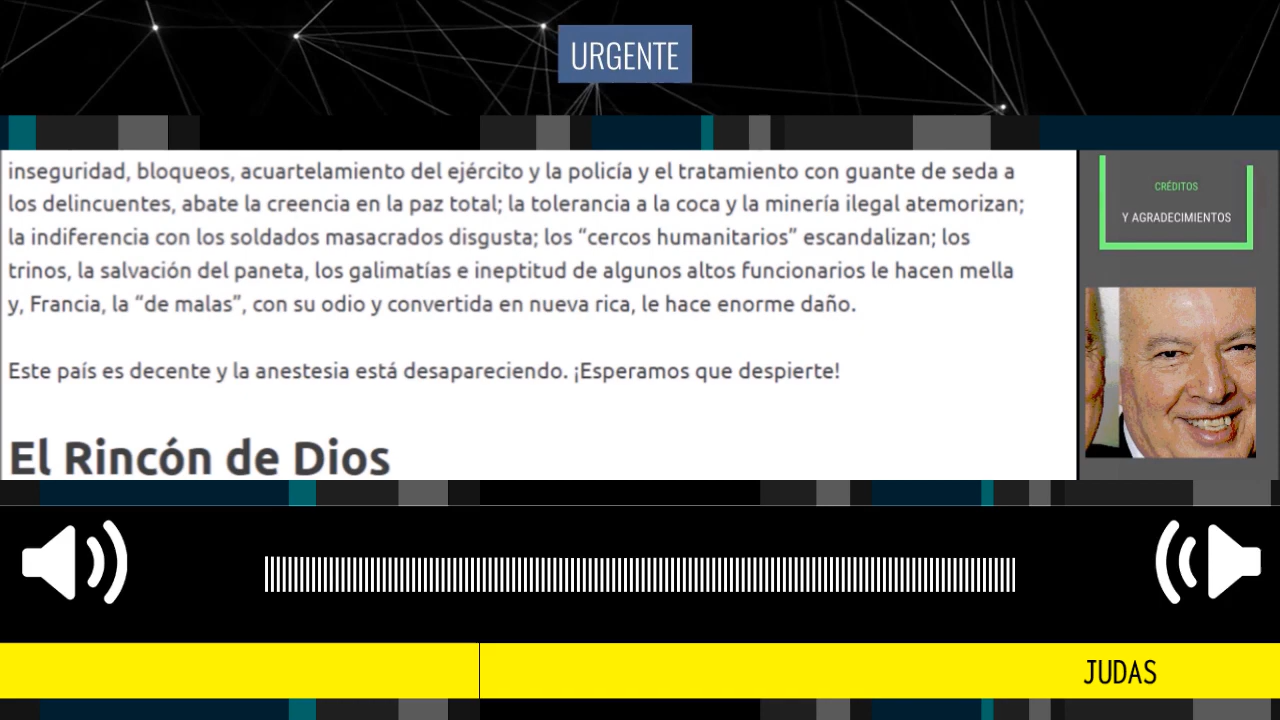 URGENTE
inseguridad, bloqueos, acuartelamiento del ejército y la policía y el tratamiento con guante de seda a
los delincuentes, abate la creencia en la paz total; la tolerancia a la coca y la minería ilegal atemorizan;
la indiferencia con los soldados masacrados disgusta; los “cercos humanitarios” escandalizan; los
trinos, la salvación del paneta, los galimatías e ineptitud de algunos altos funcionarios le hacen mella
y, Francia, la “de malas”, con su odio y convertida en nueva rica, le hace enorme daño.
Este país es decente y la anestesia está desapareciendo. ¡Esperamos que despierte!
El Rincón de Dios
CRÉDITOS
Y AGRADECIMIENTOS
JUDAS